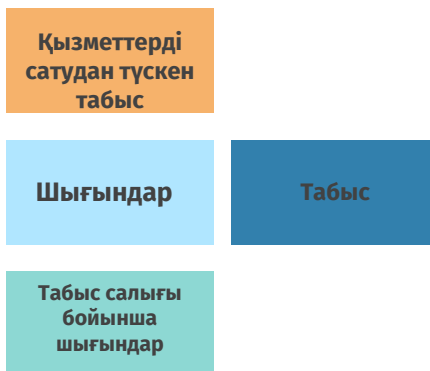 Қызметтерді
сатудан түскен
табыс
Шығындар
Табыс
Табыс салығы
бойынша
шығындар